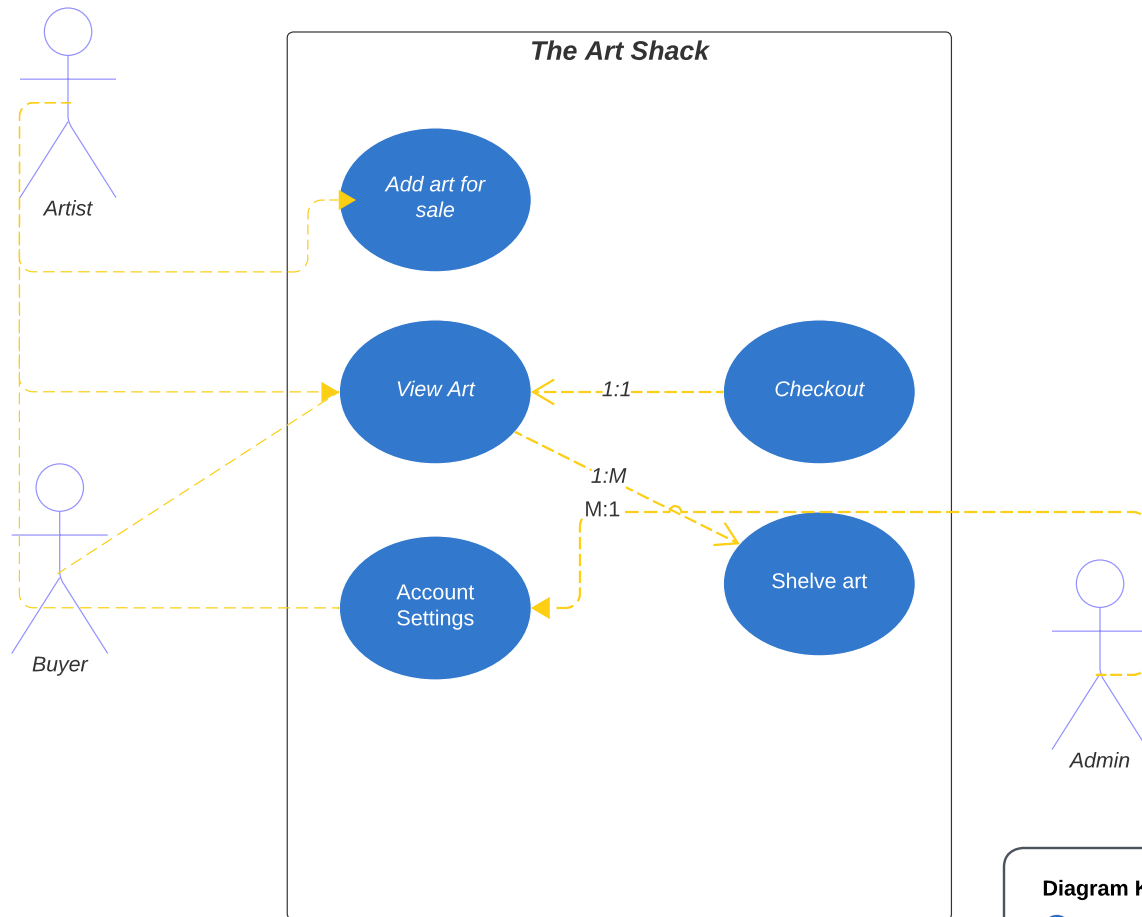 The Art Shack
Add art for
sale
Artist
View Art
1:1
Checkout
1:M
M:1
Account
Settings
Shelve art
Buyer
Admin
Diagram K